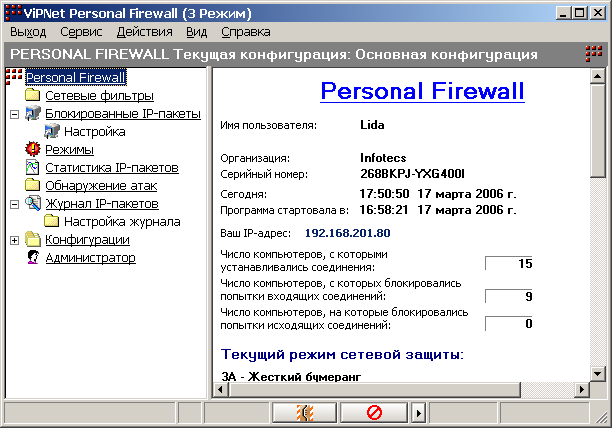 ViPNet Personal Firewall (3 Режим)
Выход Сервис Действия Вид Справка
PERSONAL FIREWALL Текущая конфигурация: Основная конфигурация
Personal Firewall
Сетевые фильтры
Блокированные IP-пакеты
Настройка
Режимы
Статистика IP-пакетов
Обнаружение атак
Журнал IP-пакетов
Настройка журнала
Конфигурации
Администратор
Personal Firewall
Имя пользователя: Lida
Организация: Infotecs
Серийный номер: 268BKPJ-YXG400I
Сегодня: 17:50:50 17 марта 2006 г.
Программа стартовала в: 16:58:21 17 марта 2006 г.
Ваш IP-адрес: 192.168.201.80
Число компьютеров, с которыми
устанавливались соединения: 15
Число компьютеров, с которых блокировались
попытки входящих соединений: 9
Число компьютеров, на которые блокировались
попытки исходящих соединений: 0
Текущий режим сетевой защиты:
3А - Жесткий бумеранг